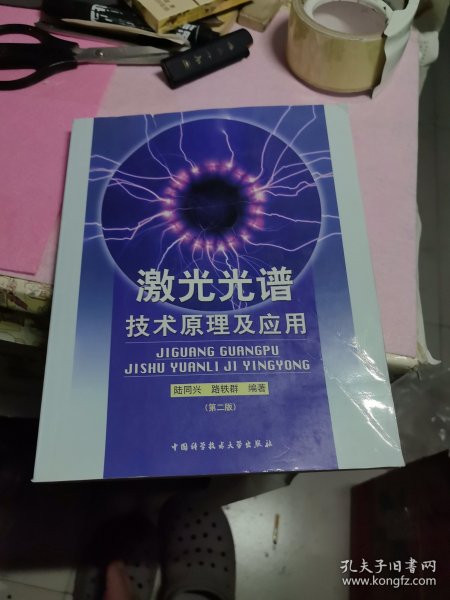 激光光谱
技术原理及应用
JIGUANG GUANGPU
JISHU YUANLI JI YINGYONG
陆同兴 路轶群 编著
(第二版)
中国科学技术大学出版社
孔夫子旧书网
www.kongfz.com